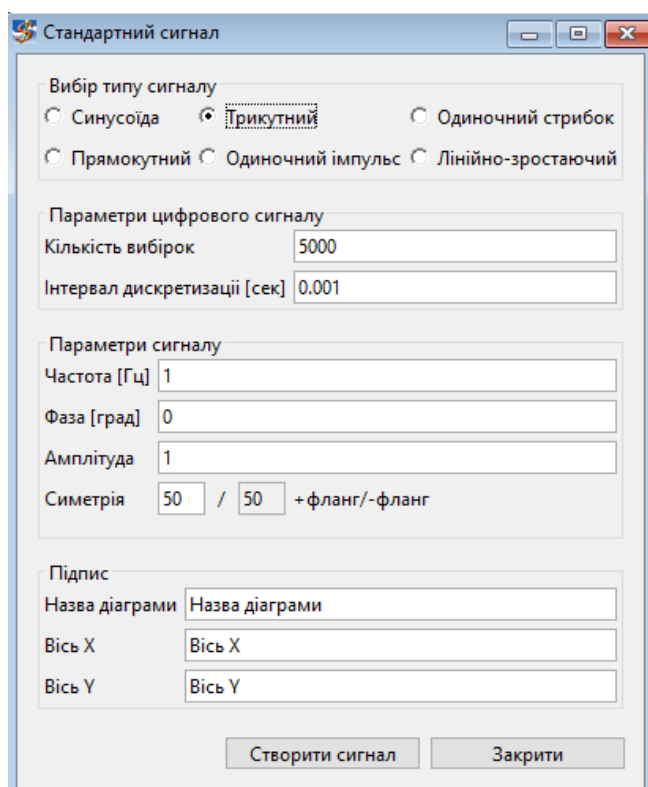 Стандартний сигнал
Вибір типу сигналу
Синусоїда Трикутний Одиночний стрибок
Прямокутний Одиночний імпульс Лінійно-зростаючий
Параметри цифрового сигналу
Кількість вибірок 5000
Інтервал дискретизаціі [сек] 0.001
Параметри сигналу
Частота [Гц] 1
Фаза [град] 0
Амплітуда 1
Симетрія 50 / 50 +фланг/-фланг
Підпис
Назва діаграми Назва діаграми
Вісь X Вісь X
Вісь Y Вісь Y
Створити сигнал Закрити